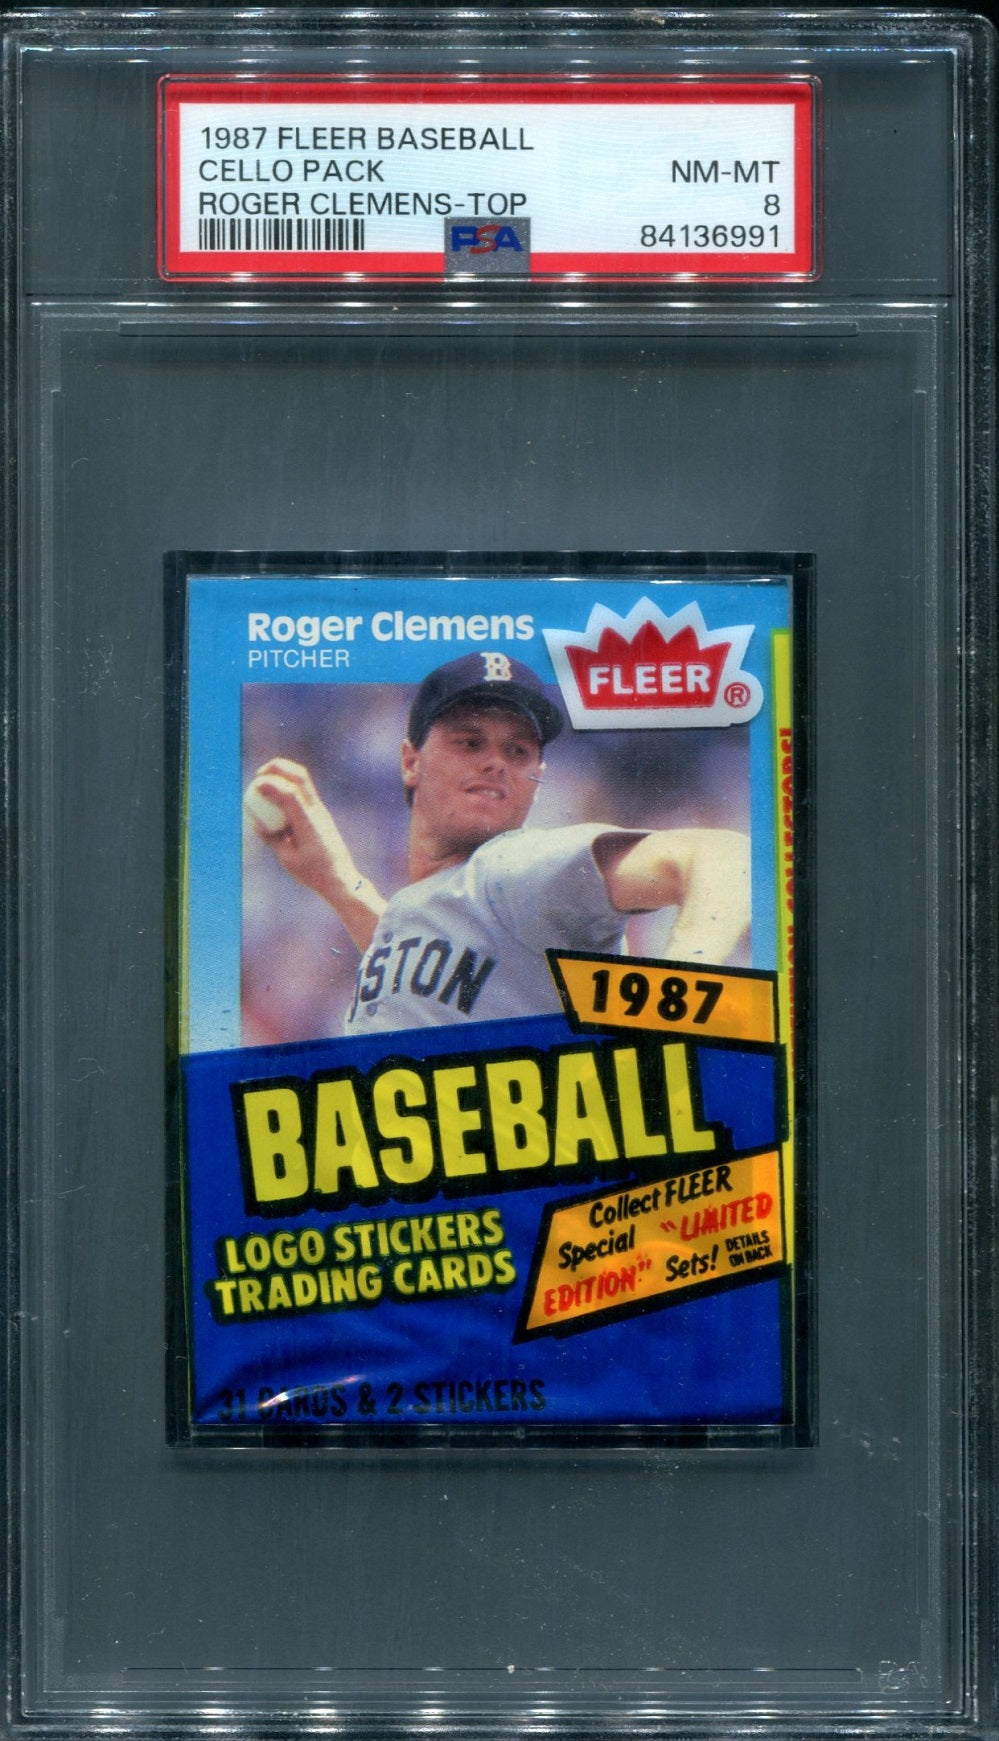 1987 FLEER BASEBALL
CELLO PACK
NM-MT
ROGER CLEMENS-TOP
8
PSA
84136991
Roger Clemens
PITCHER
FLEER®
B
STON
1987
BASEBALL
LOGO STICKERS
TRADING CARDS
Collect FLEER
Special "LIMITED
EDITION" Sets!
DETAILS
ON BACK
31 CARDS & 2 STICKERS